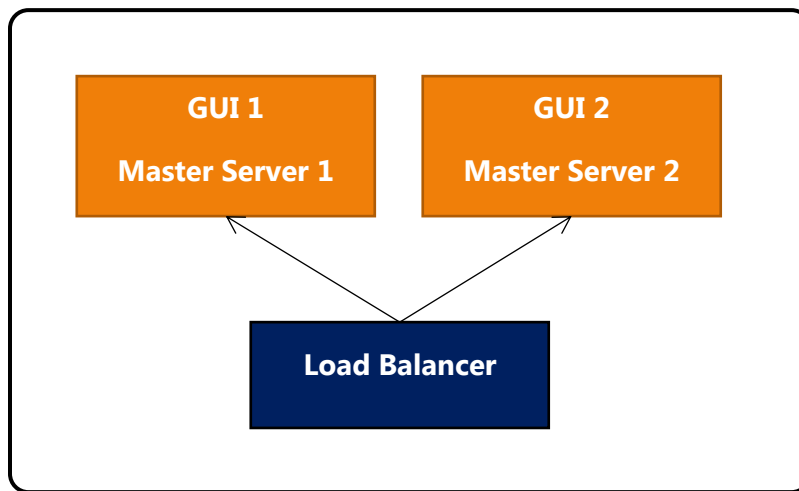 GUI 1
Master Server 1
GUI 2
Master Server 2
Load Balancer